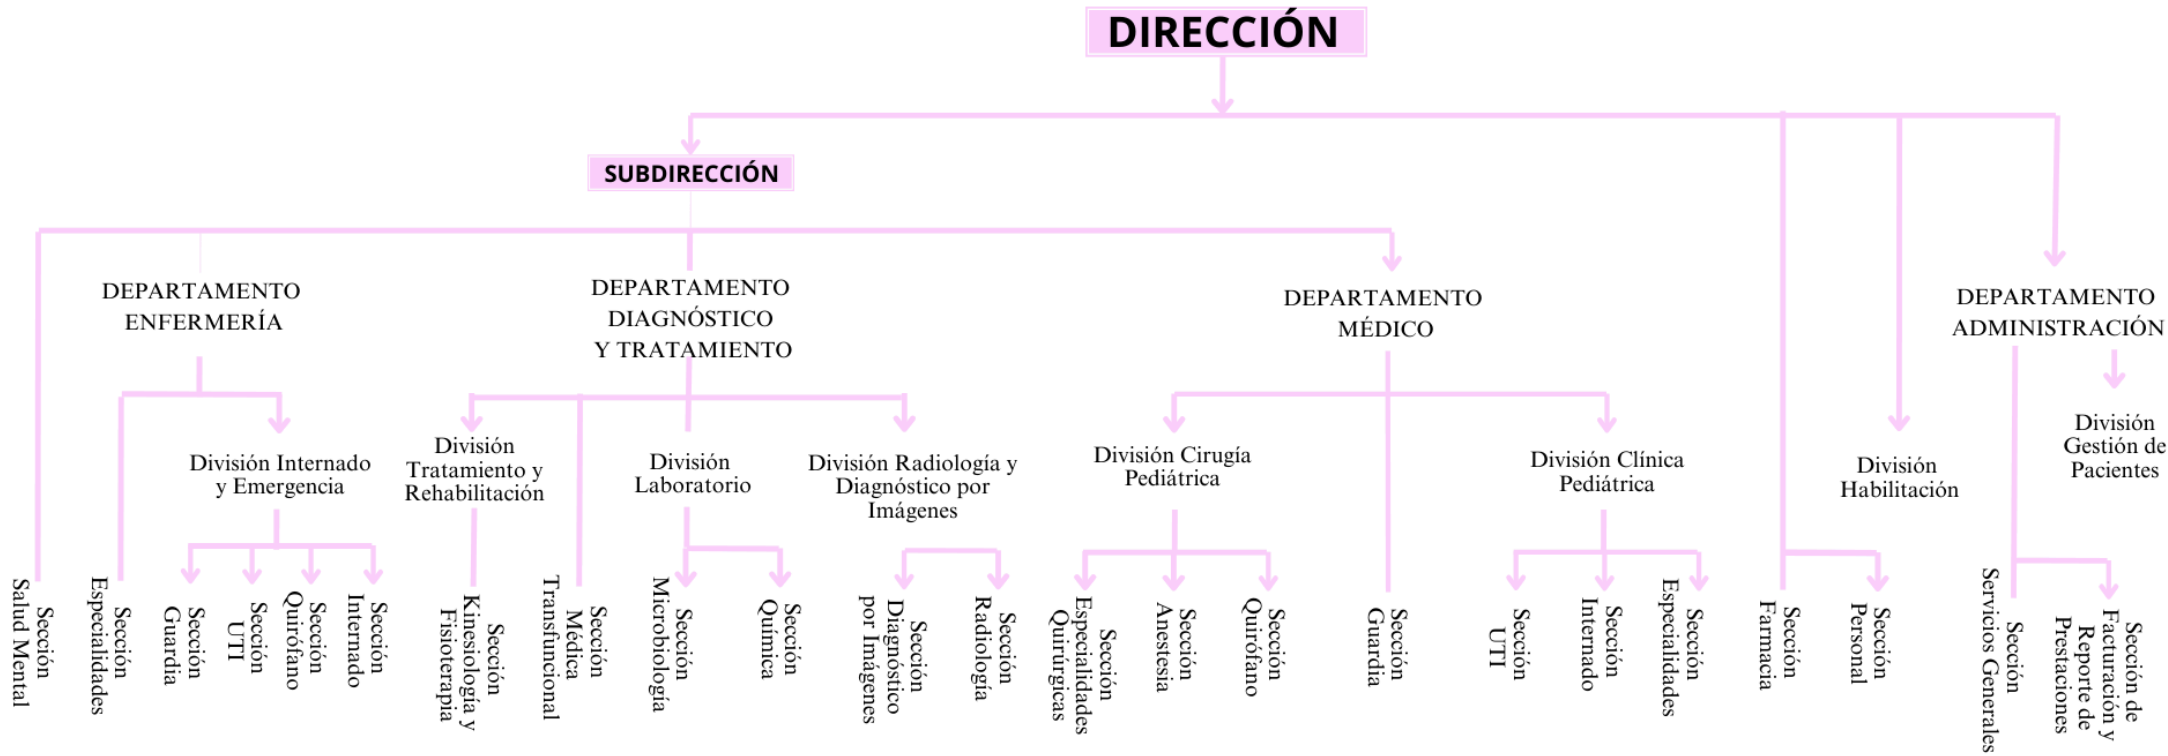 DIRECCIÓN
SUBDIRECCIÓN
DEPARTAMENTO
ENFERMERÍA
DEPARTAMENTO
DIAGNÓSTICO
Y TRATAMIENTO
DEPARTAMENTO
MÉDICO
DEPARTAMENTO
ADMINISTRACIÓN
División Internado
y Emergencia
División
Tratamiento y
Rehabilitación
División
Laboratorio
División Radiología y
Diagnóstico por
Imágenes
División Cirugía
Pediátrica
División Clínica
Pediátrica
División
Habilitación
División
Gestión de
Pacientes
Sección
Salud Mental
Sección
Especialidades
Sección
Guardia
Sección
UTI
Sección
Quirófano
Sección
Internado
Sección
Kinesiología y
Fisioterapia
Sección
Médica
Transfuncional
Sección
Microbiología
Sección
Química
Sección
Diagnóstico
por Imágenes
Sección
Radiología
Sección
Especialidades
Quirúrgicas
Sección
Anestesia
Sección
Quirófano
Sección
Guardia
Sección
UTI
Sección
Internado
Sección
Especialidades
Sección
Farmacia
Sección
Personal
Sección
Servicios Generales
Sección de
Facturación y
Reporte de
Prestaciones